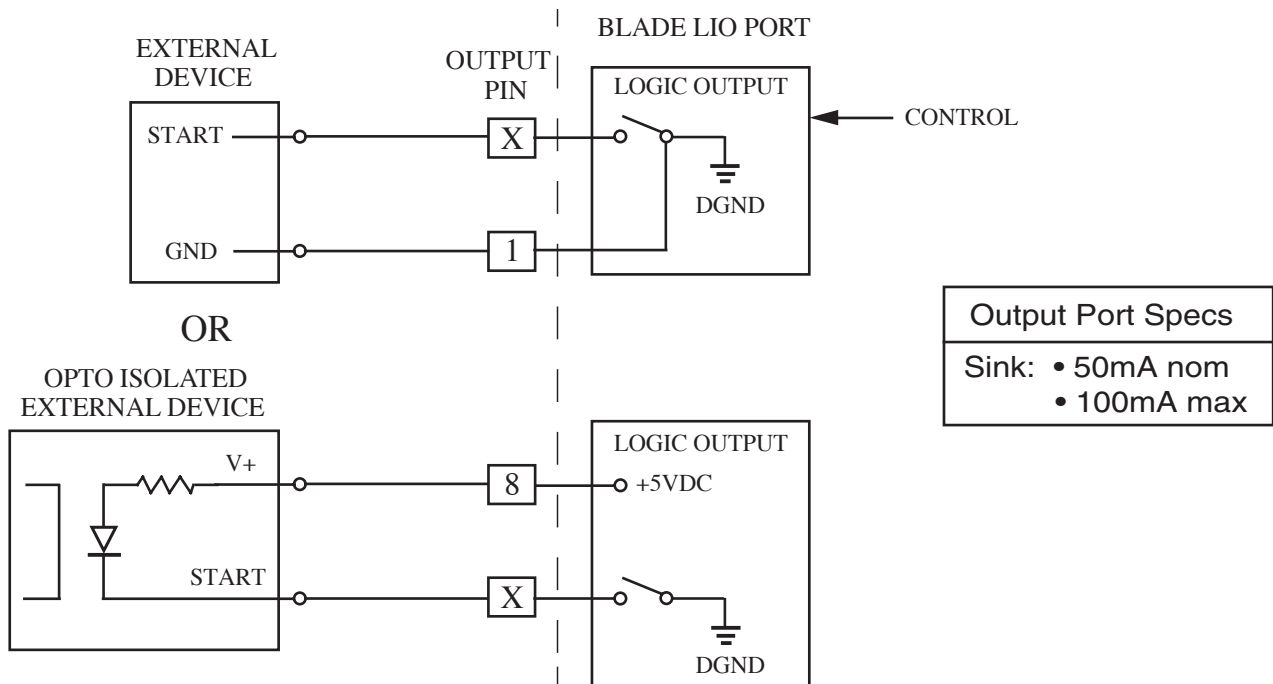 BLADE LIO PORT
EXTERNAL
DEVICE
OUTPUT
PIN
LOGIC OUTPUT
START
X
CONTROL
DGND
GND
1
OR
Output Port Specs
Sink: • 50mA nom
• 100mA max
OPTO ISOLATED
EXTERNAL DEVICE
LOGIC OUTPUT
V+
8
+5VDC
START
X
DGND